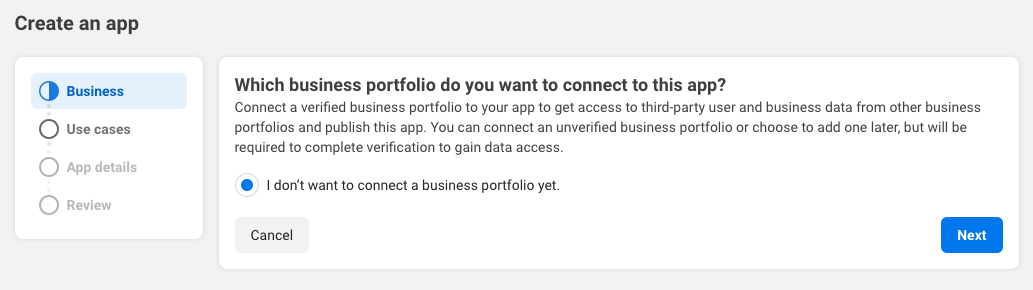 Create an app
Business
Use cases
App details
Review
Which business portfolio do you want to connect to this app?
Connect a verified business portfolio to your app to get access to third-party user and business data from other business
portfolios and publish this app. You can connect an unverified business portfolio or choose to add one later, but will be
required to complete verification to gain data access.
I don’t want to connect a business portfolio yet.
Cancel
Next